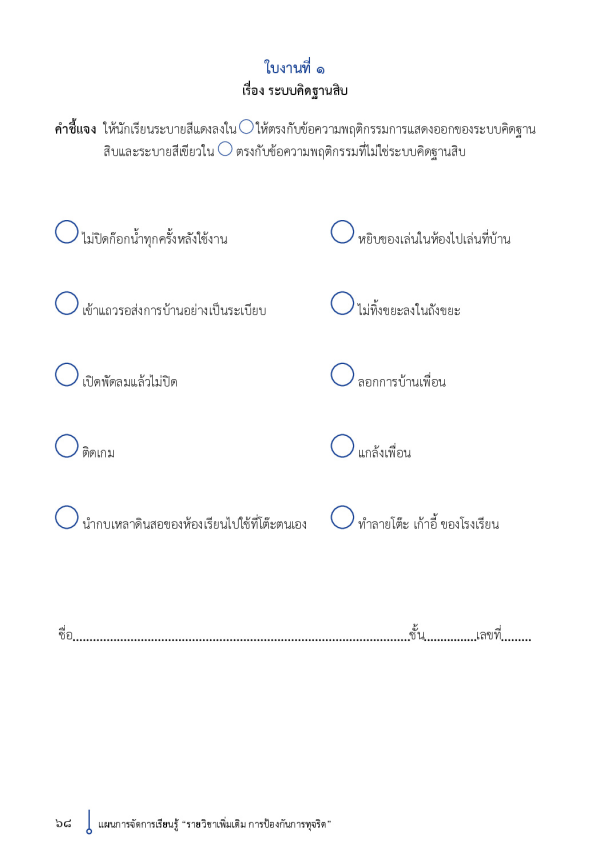 ใบงานที่ ๑
เรื่อง ระบบคิดฐานสิบ
คำชี้แจง ให้นักเรียนระบายสีแดงลงใน ให้ตรงกับข้อความพฤติกรรมการแสดงออกของระบบคิดฐาน
สิบและระบายสีเขียวใน ตรงกับข้อความพฤติกรรมที่ไม่ใช่ระบบคิดฐานสิบ
ไม่ปิดก๊อกน้ำทุกครั้งหลังใช้งาน
หยิบของเล่นในห้องไปเล่นที่บ้าน
เข้าแถวรอส่งการบ้านอย่างเป็นระเบียบ
ไม่ทิ้งขยะลงในถังขยะ
เปิดพัดลมแล้วไม่ปิด
ลอกการบ้านเพื่อน
ติดเกม
แกล้งเพื่อน
นำกบเหลาดินสอของห้องเรียนไปใช้ที่โต๊ะตนเอง
ทำลายโต๊ะ เก้าอี้ ของโรงเรียน
ชื่อ....................................................................................................ชั้น................เลขที่.........
๖๘ แผนการจัดการเรียนรู้ "รายวิชาเพิ่มเติม การป้องกันการทุจริต"